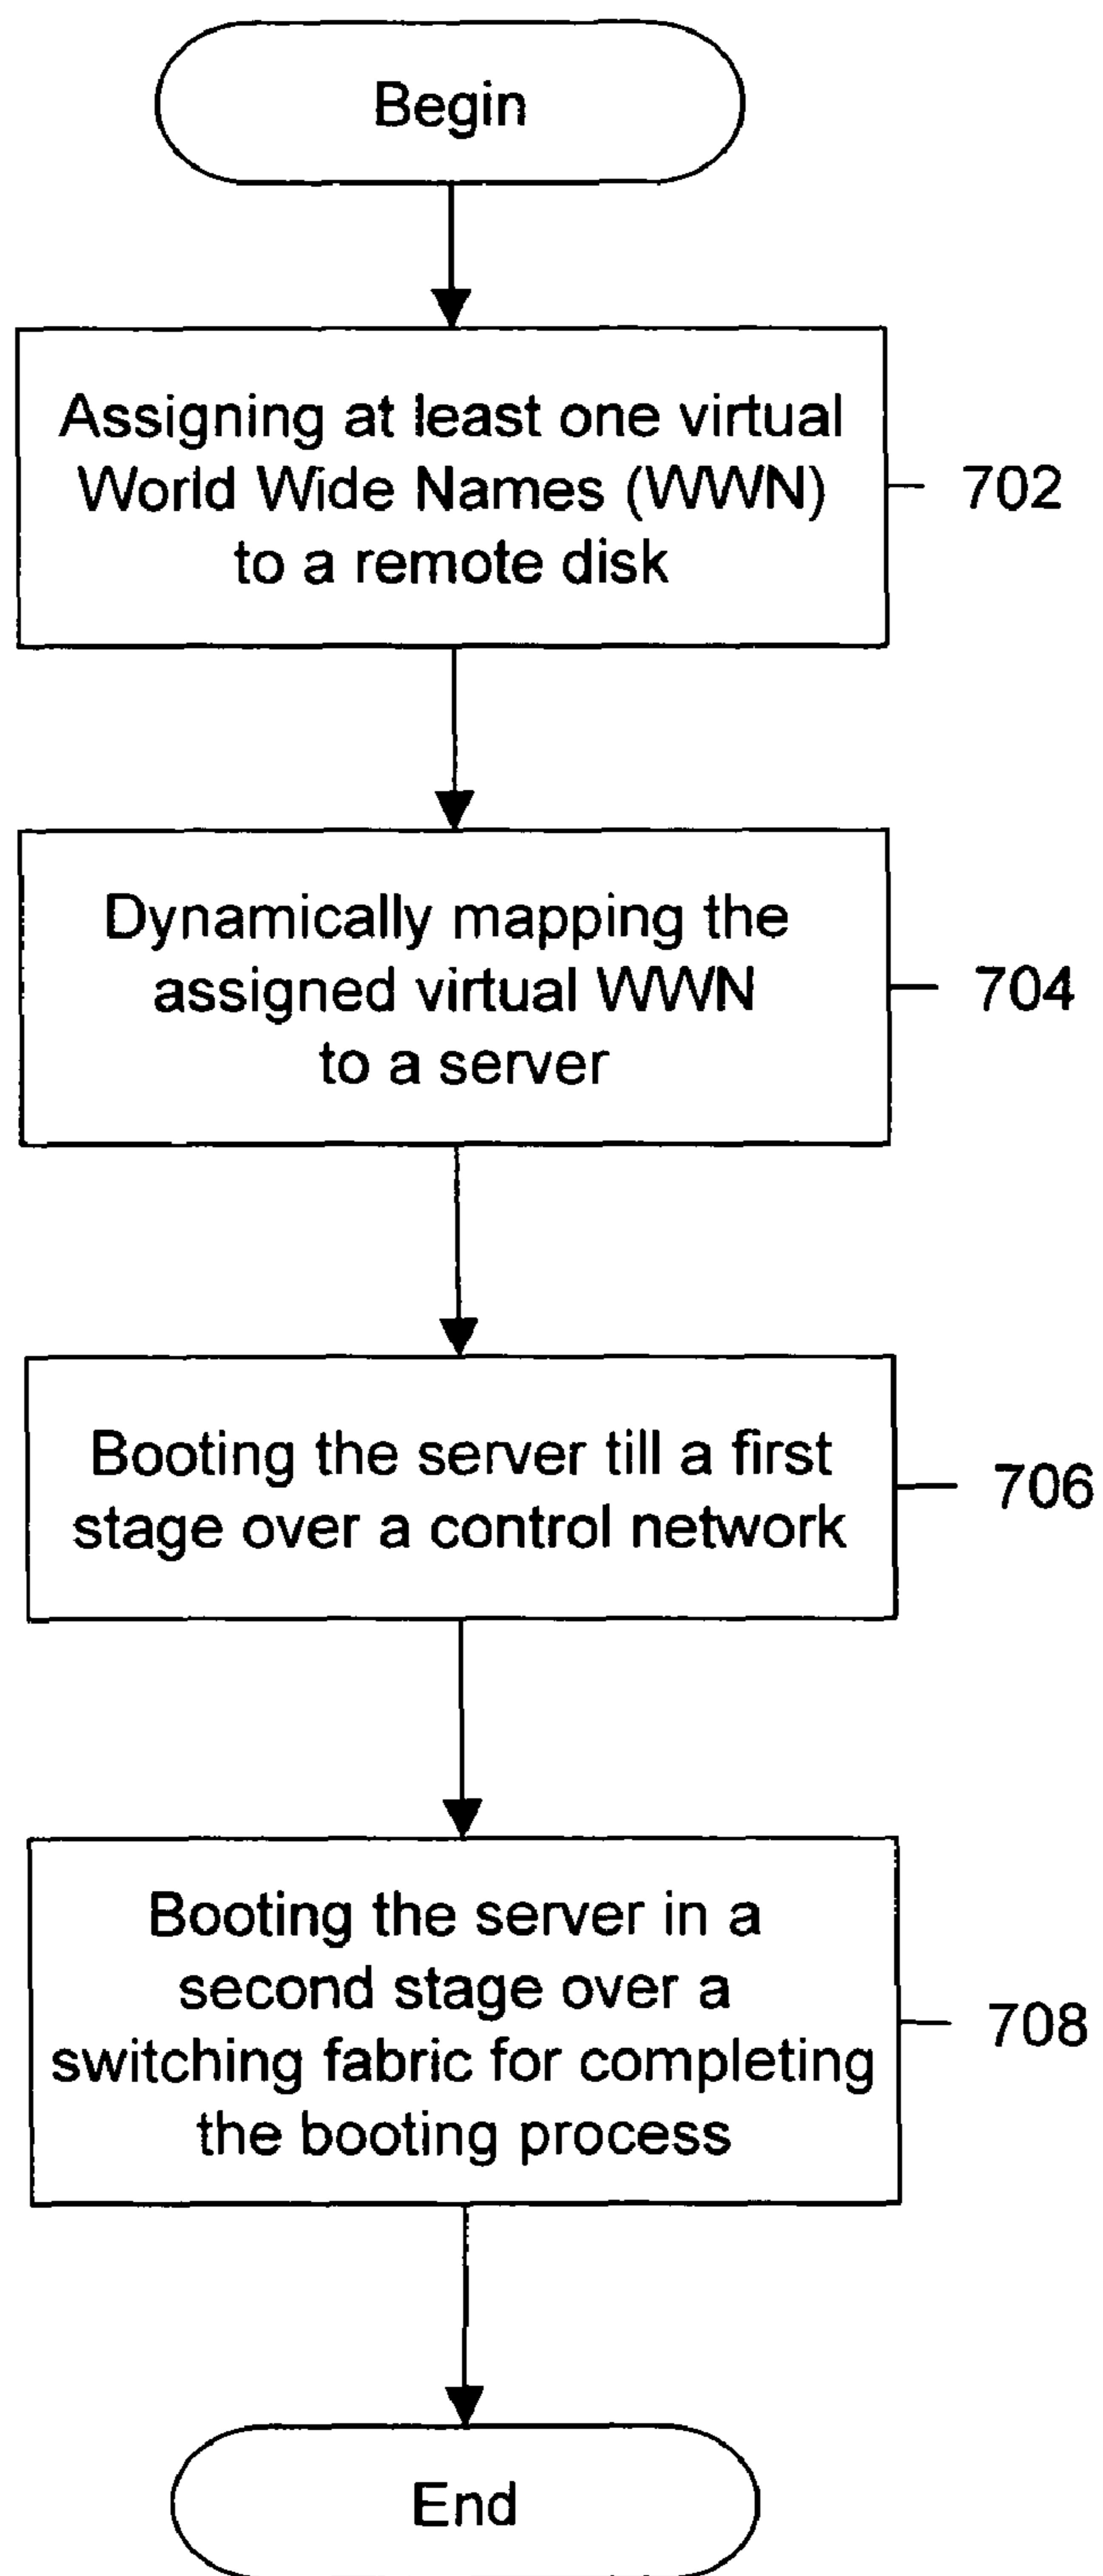 Begin
Assigning at least one virtual
World Wide Names (WWN)
to a remote disk
702
Dynamically mapping the
assigned virtual WWN
to a server
704
Booting the server till a first
stage over a control network
706
Booting the server in a
second stage over a
switching fabric for completing
the booting process
708
End